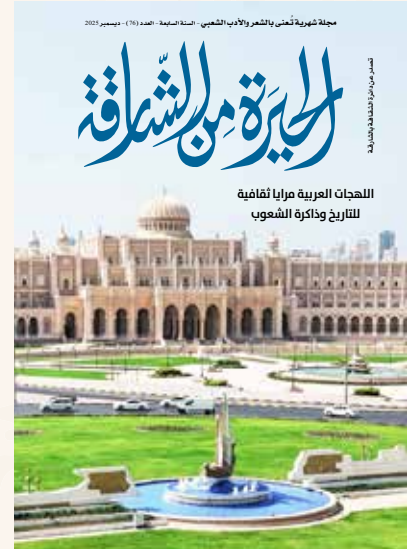 مجلة شهرية تُعنى بالشعر والأدب الشعبي - السنة السابعة - العدد (76) - ديسمبر 2025
الحيرة من الشارقة
تصدر عن دائرة الثقافة بالشارقة
اللهجات العربية مرايا ثقافية
للتاريخ وذاكرة الشعوب